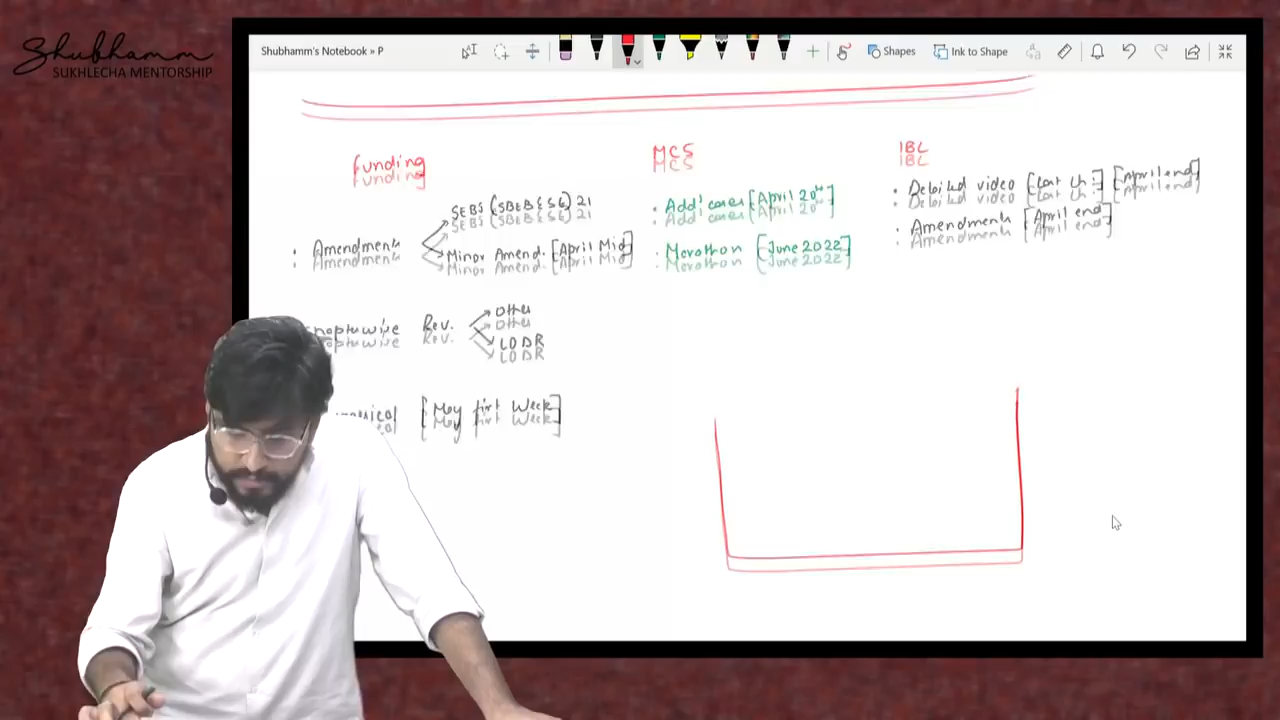 Shubhamm
SUKHLECHA MENTORSHIP
Shubhamm's Notebook » P
Shapes
Ink to Shape
Funding
SEBS (SBEB & SE) 21
: Amendments
Minor Amend. [April Mid]
Rev.
Other
LODR
[May first Week]
MCS
• Addl cases [April 20th]
• Marathon [June 2022]
IBL
• Detailed video [Last Ch:] [April end]
• Amendments [April end]